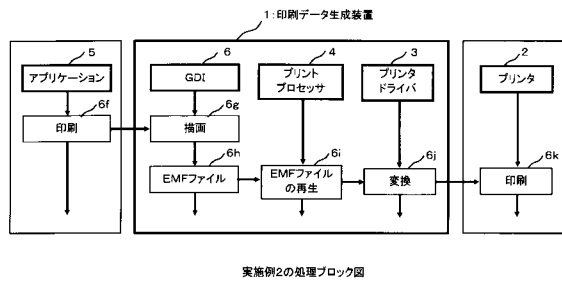 1:印刷データ生成装置
5
6
4
3
2
アプリケーション
GDI
プリント
プロセッサ
プリンタ
ドライバ
プリンタ
6f
6g
印刷
描画
6h
6i
6j
6k
EMFファイル
EMFファイル
の再生
変換
印刷
実施例2の処理ブロック図